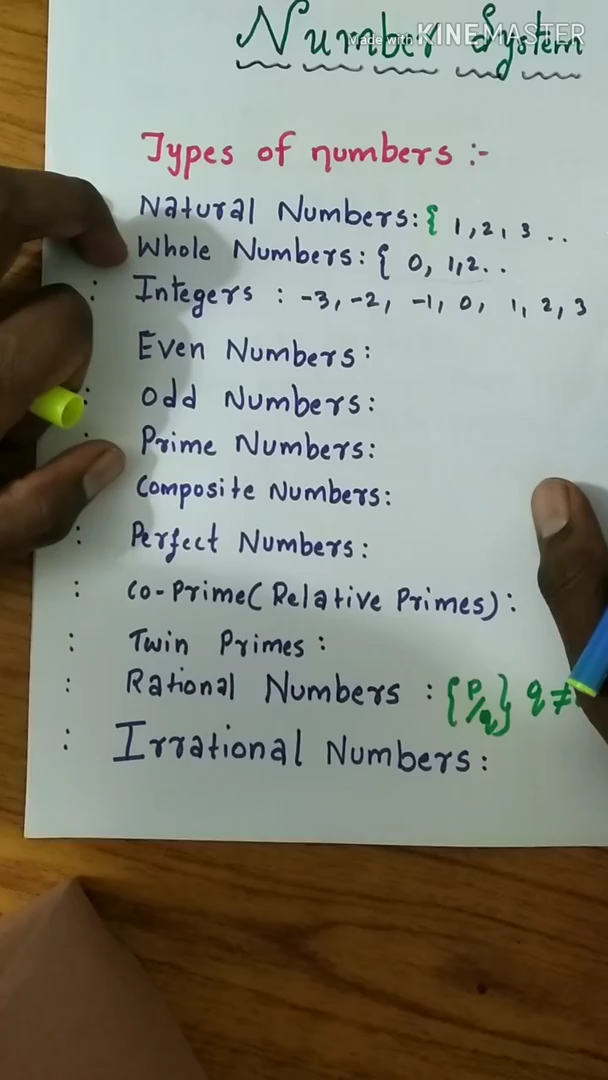 Number System
Made with KINEMASTER
Types of numbers :-
Natural Numbers: { 1, 2, 3 ..
Whole Numbers: { 0, 1, 2..
: Integers : -3, -2, -1, 0, 1, 2, 3
Even Numbers:
: Odd Numbers:
: Prime Numbers:
Composite Numbers:
: Perfect Numbers:
: Co-Prime( Relative Primes):
: Twin Primes:
: Rational Numbers : {P/q} q ≠
: Irrational Numbers: